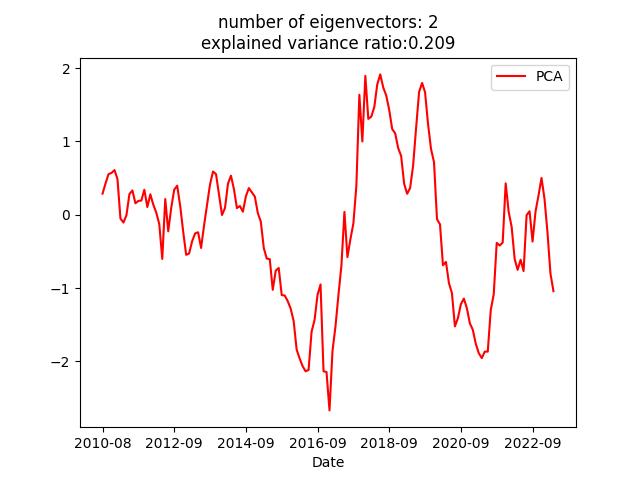 number of eigenvectors: 2
explained variance ratio:0.209
PCA
2
1
0
−1
−2
2010-08 2012-09 2014-09 2016-09 2018-09 2020-09 2022-09
Date